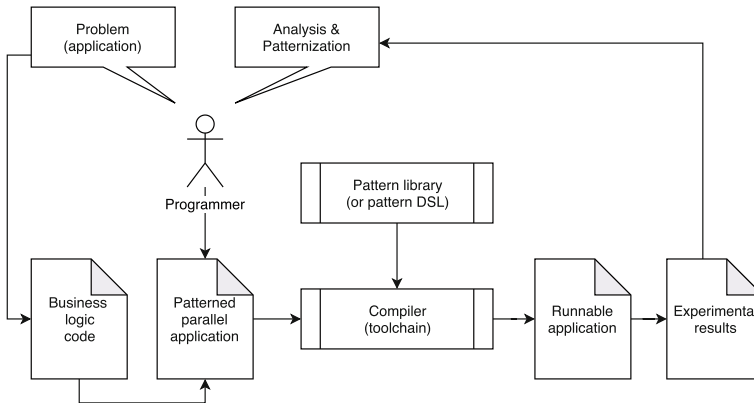 Problem
(application)
Analysis &
Patternization
Programmer
Pattern library
(or pattern DSL)
Business
logic
code
Patterned
parallel
application
Compiler
(toolchain)
Runnable
application
Experimenta
results